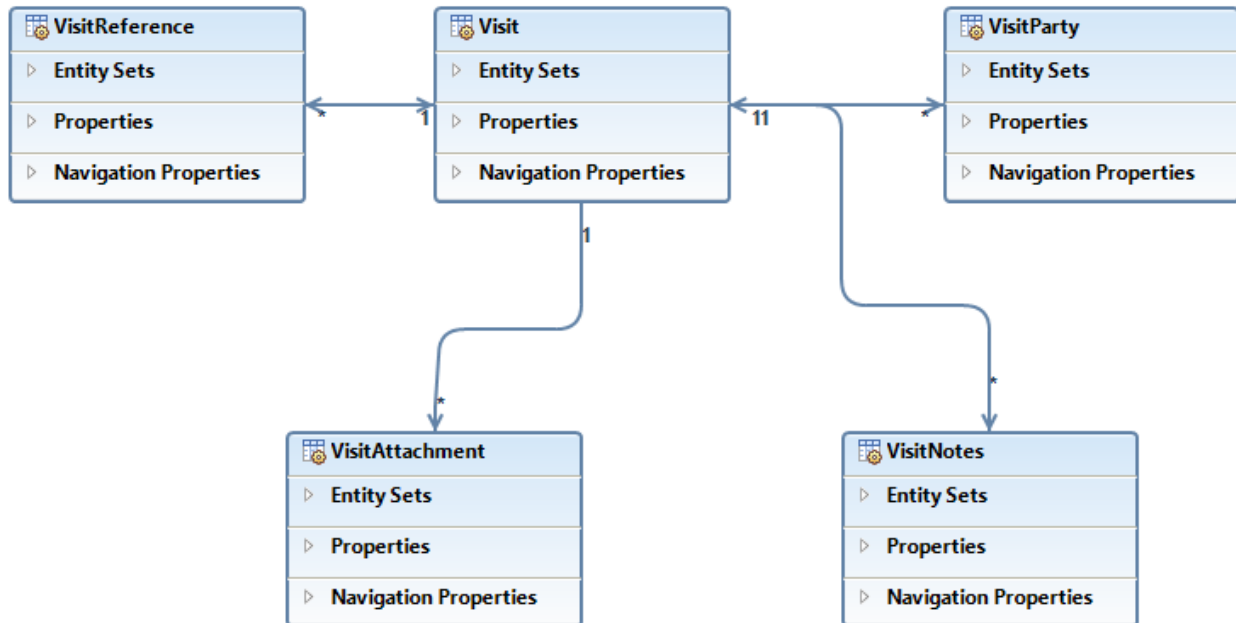 VisitReference
Entity Sets
Properties
Navigation Properties
*
1
Visit
Entity Sets
Properties
Navigation Properties
11
*
1
VisitParty
Entity Sets
Properties
Navigation Properties
*
*
VisitAttachment
Entity Sets
Properties
Navigation Properties
VisitNotes
Entity Sets
Properties
Navigation Properties